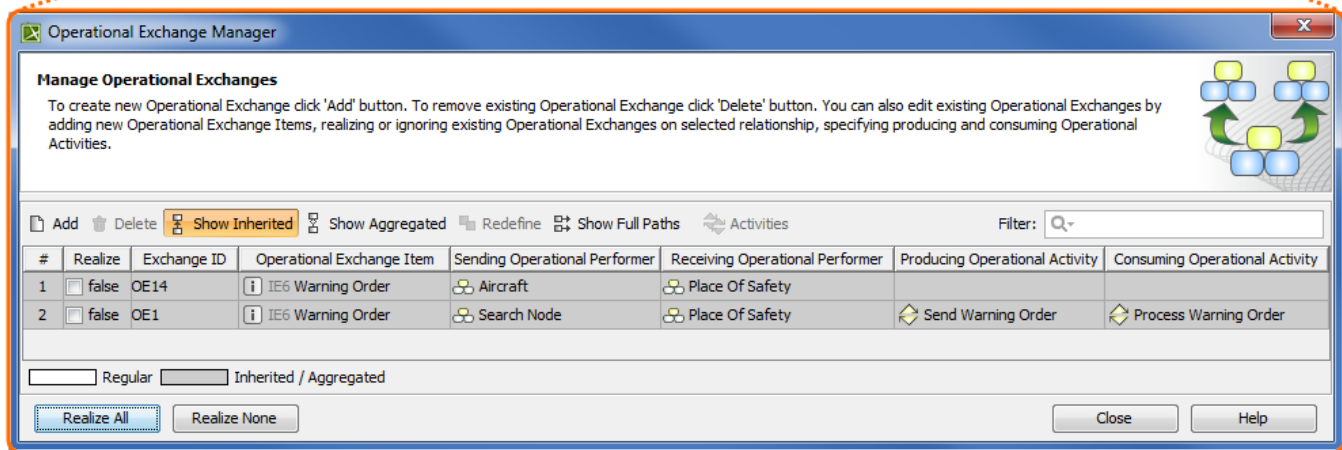 Operational Exchange Manager
Manage Operational Exchanges
To create new Operational Exchange click 'Add' button. To remove existing Operational Exchange click 'Delete' button. You can also edit existing Operational Exchanges by
adding new Operational Exchange Items, realizing or ignoring existing Operational Exchanges on selected relationship, specifying producing and consuming Operational
Activities.
Add Delete Show Inherited Show Aggregated Redefine Show Full Paths Activities Filter:
# Realize Exchange ID Operational Exchange Item Sending Operational Performer Receiving Operational Performer Producing Operational Activity Consuming Operational Activity
1 false OE14 IE6 Warning Order Aircraft Place Of Safety
2 false OE1 IE6 Warning Order Search Node Place Of Safety Send Warning Order Process Warning Order
Regular Inherited / Aggregated
Realize All Realize None Close Help